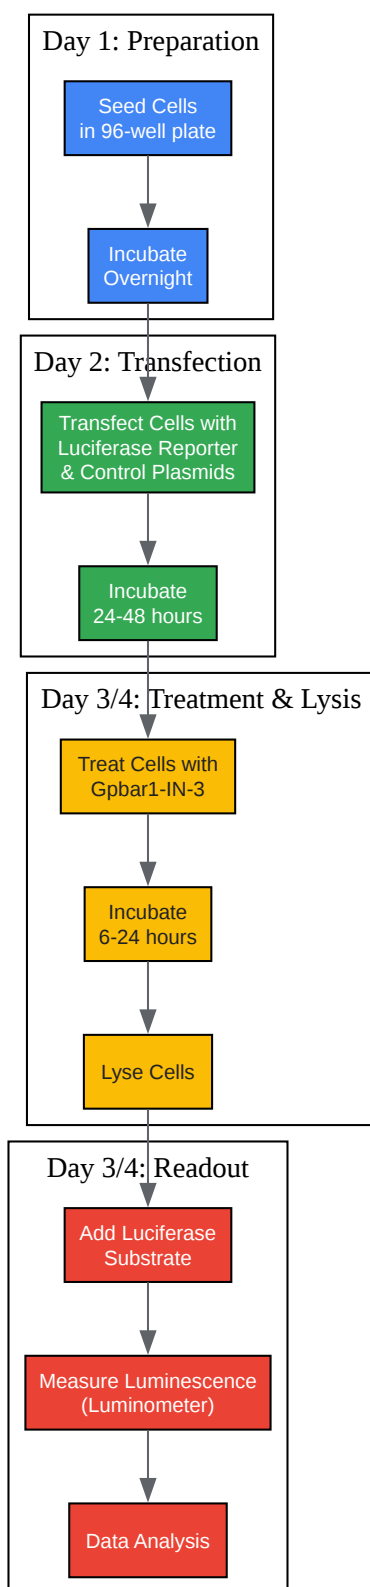 Day 1: Preparation
Seed Cells
in 96-well plate
Incubate
Overnight
Day 2: Transfection
Transfect Cells with
Luciferase Reporter
& Control Plasmids
Incubate
24-48 hours
Day 3/4: Treatment & Lysis
Treat Cells with
Gpbar1-IN-3
Incubate
6-24 hours
Lyse Cells
Day 3/4: Readout
Add Luciferase
Substrate
Measure Luminescence
(Luminometer)
Data Analysis